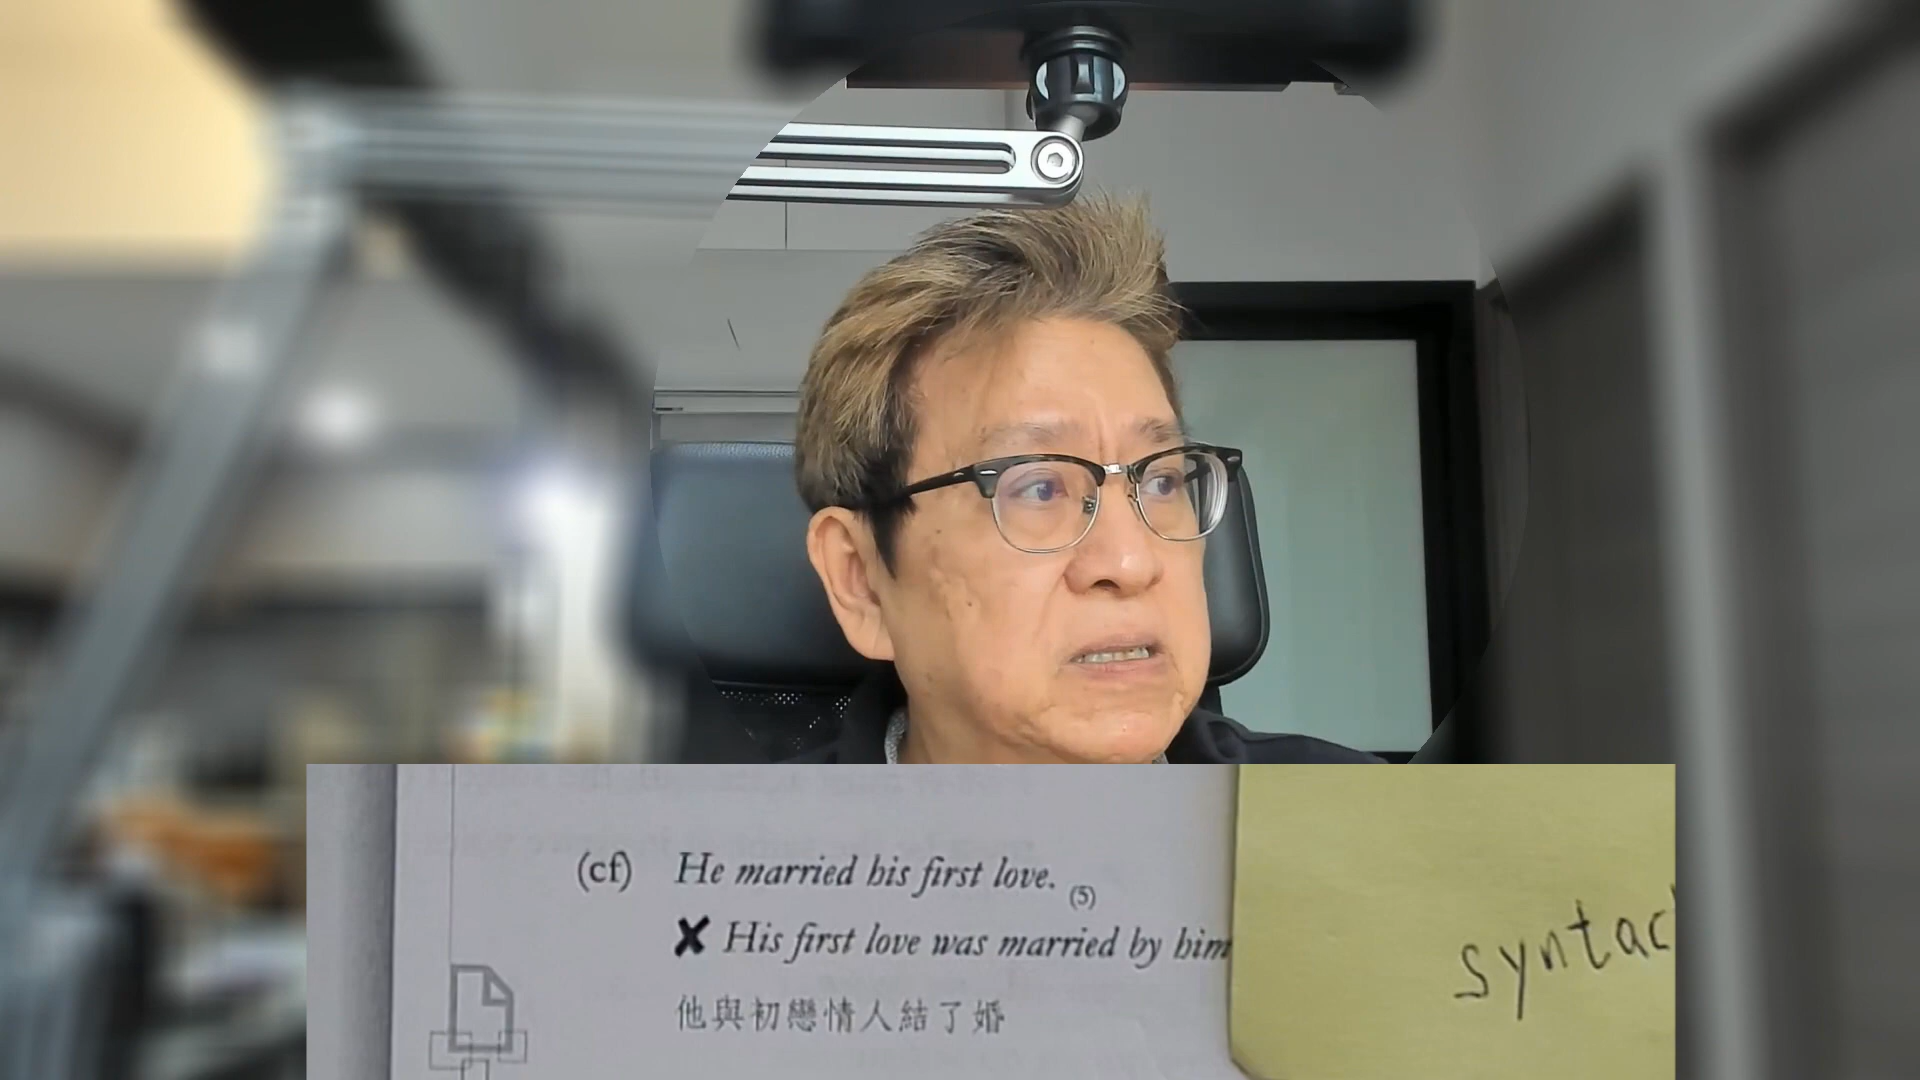 (cf) He married his first love. (5)
✘ His first love was married by him
他與初戀情人結了婚
syntac